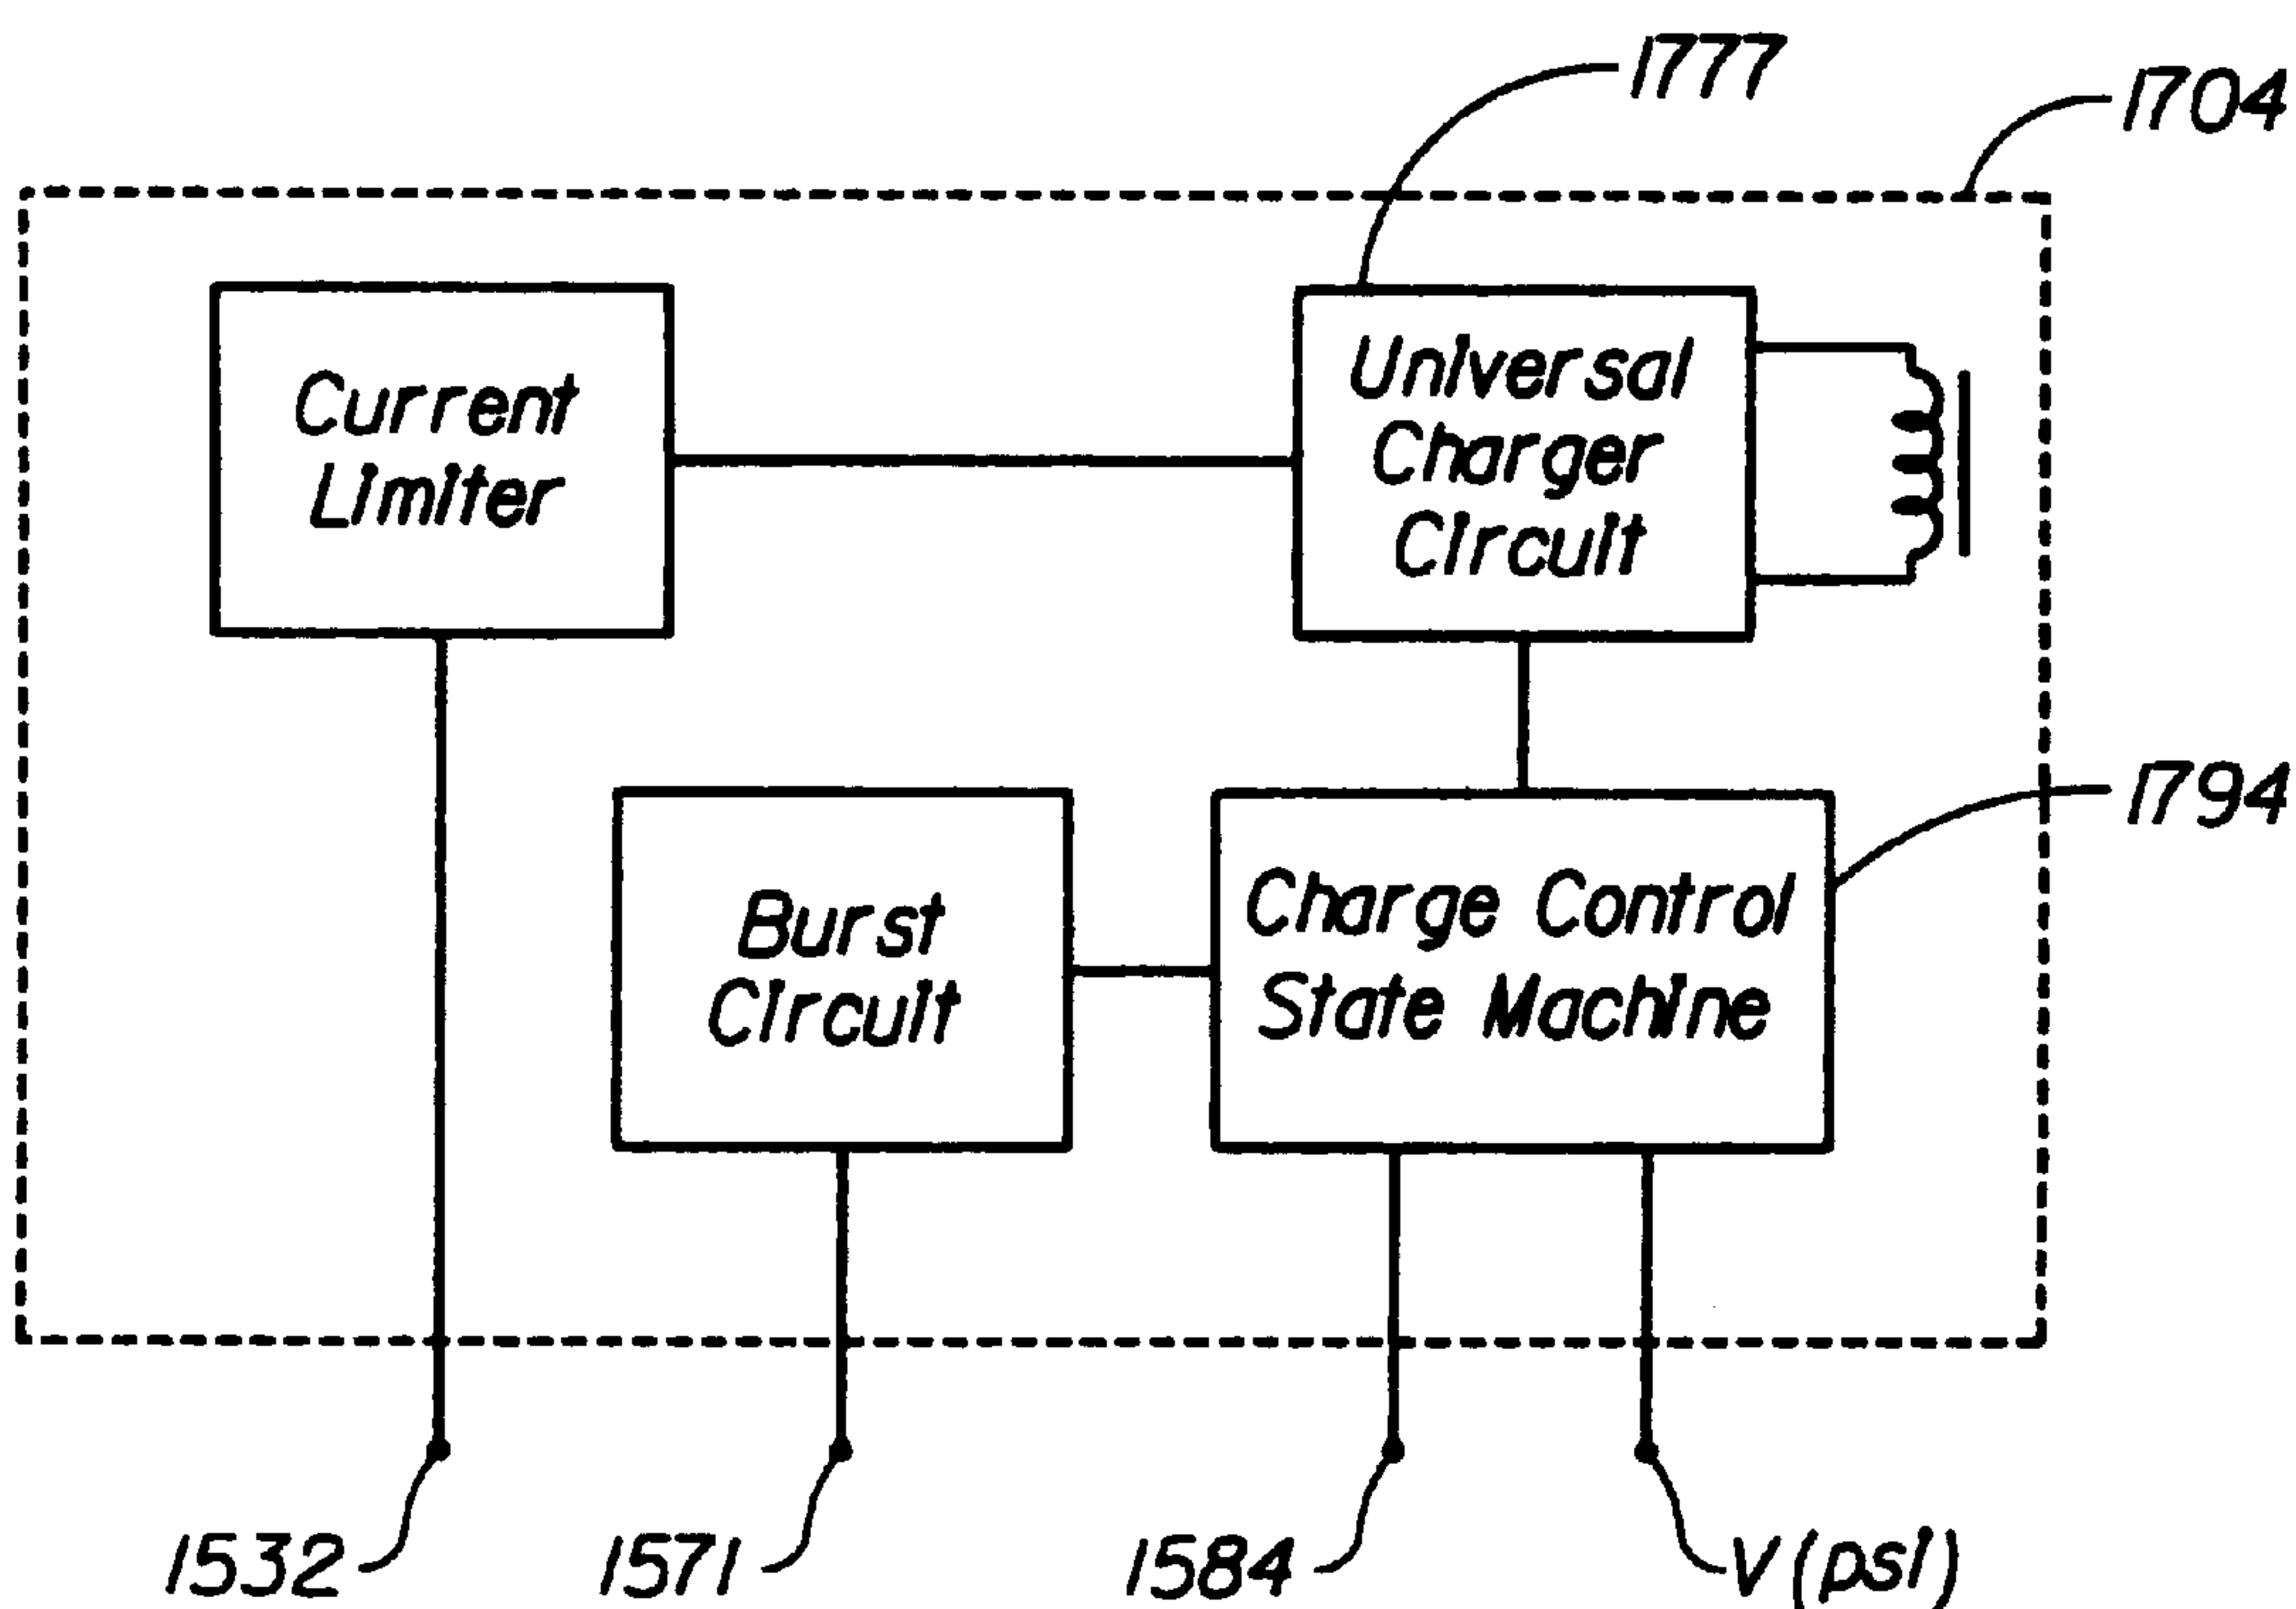 1777
1704
Current
Limiter
Universal
Charger
Circuit
1794
Burst
Circuit
Charge Control
State Machine
1532
1571
1584
V(psi)